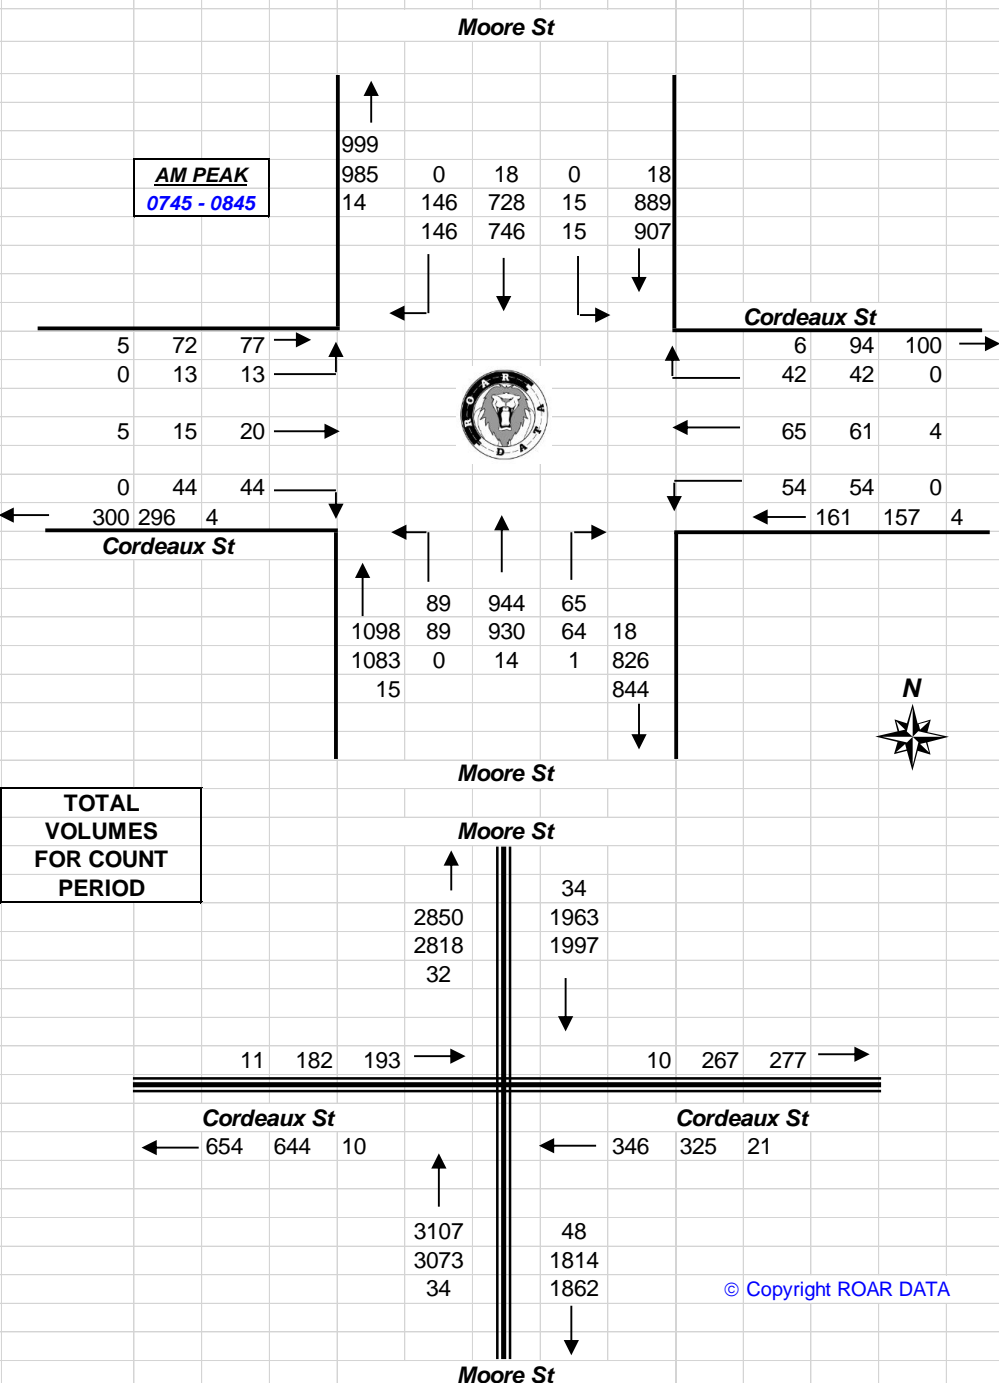 Moore St
999
AM PEAK 985 0 18 0 18
0745 - 0845 14 146 728 15 889
146 746 15 907
Cordeaux St
5 72 77 6 94 100
0 13 13 42 42 0
ROAR DATA
5 15 20 65 61 4
0 44 44 54 54 0
300 296 4 161 157 4
Cordeaux St
89 944 65
1098 89 930 64 18
1083 0 14 1 826
15 844
N
Moore St
TOTAL
VOLUMES
FOR COUNT
PERIOD
Moore St
34
2850 1963
2818 1997
32
11 182 193 10 267 277
Cordeaux St Cordeaux St
654 644 10 346 325 21
3107 48
3073 1814
34 1862
© Copyright ROAR DATA
Moore St